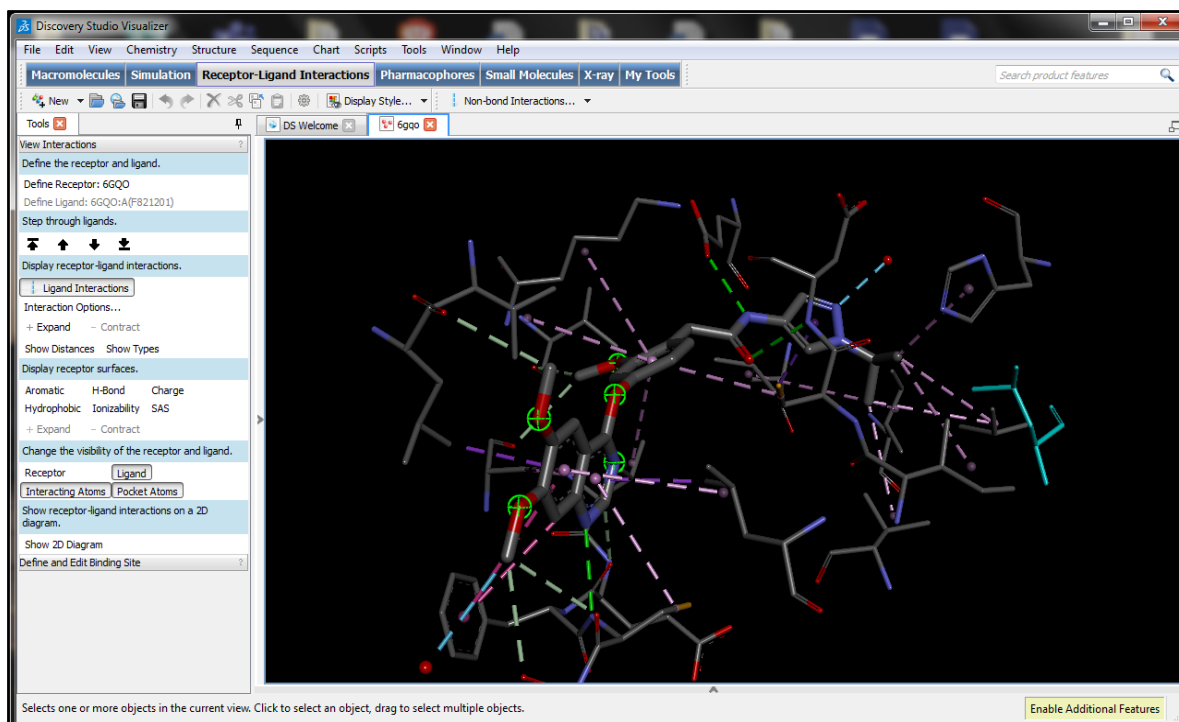 Discovery Studio Visualizer
File Edit View Chemistry Structure Sequence Chart Scripts Tools Window Help
Macromolecules Simulation Receptor-Ligand Interactions Pharmacophores Small Molecules X-ray My Tools Search product features
New Display Style... Non-bond Interactions...
Tools DS Welcome 6gqo
View Interactions ?
Define the receptor and ligand.
Define Receptor: 6GQO
Define Ligand: 6GQO:A(F821201)
Step through ligands.
Display receptor-ligand interactions.
Ligand Interactions
Interaction Options...
+ Expand - Contract
Show Distances Show Types
Display receptor surfaces.
Aromatic H-Bond Charge
Hydrophobic Ionizability SAS
+ Expand - Contract
Change the visibility of the receptor and ligand.
Receptor Ligand
Interacting Atoms Pocket Atoms
Show receptor-ligand interactions on a 2D
diagram.
Show 2D Diagram
Define and Edit Binding Site ?
Selects one or more objects in the current view. Click to select an object, drag to select multiple objects. Enable Additional Features